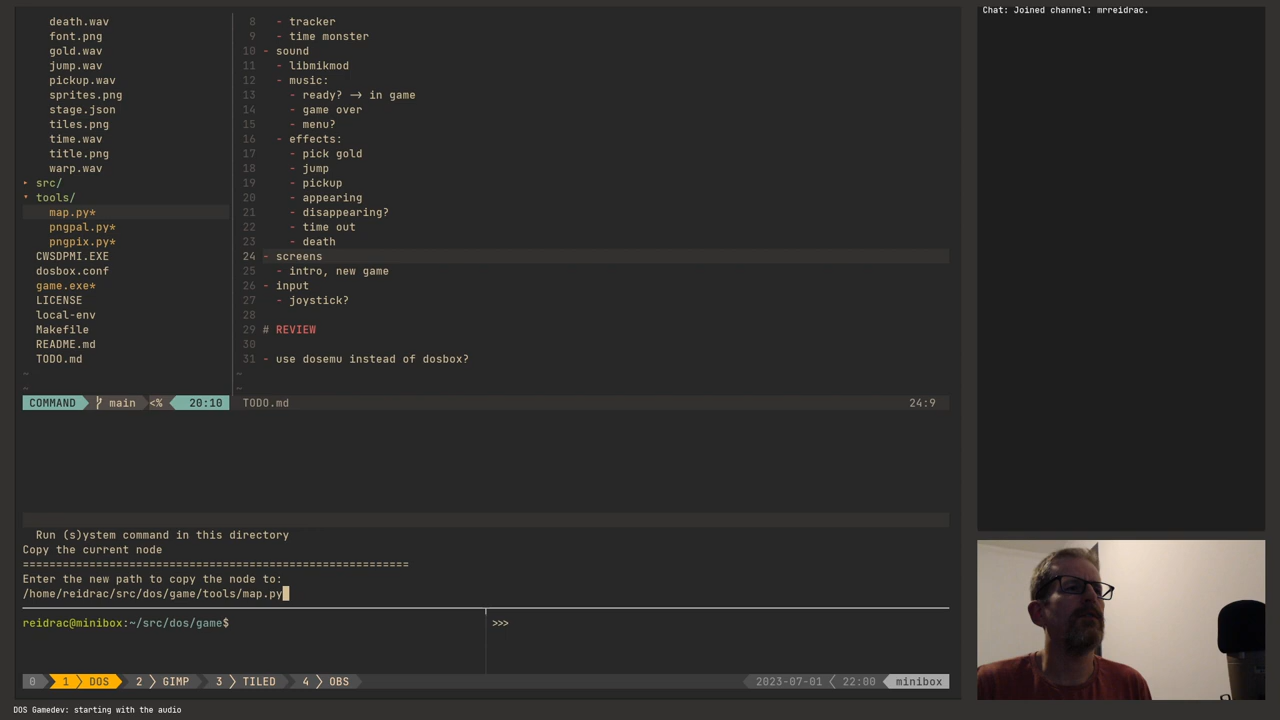 Chat: Joined channel: mrreidrac.
death.wav
font.png
gold.wav
jump.wav
pickup.wav
sprites.png
stage.json
tiles.png
time.wav
title.png
warp.wav
▸ src/
▾ tools/
map.py*
pngpal.py*
pngpix.py*
CWSDPMI.EXE
dosbox.conf
game.exe*
LICENSE
local-env
Makefile
README.md
TODO.md
~
~
8 - tracker
9 - time monster
10 - sound
11 - libmikmod
12 - music:
13 - ready? -> in game
14 - game over
15 - menu?
16 - effects:
17 - pick gold
18 - jump
19 - pickup
20 - appearing
21 - disappearing?
22 - time out
23 - death
24 - screens
25 - intro, new game
26 - input
27 - joystick?
28
29 # REVIEW
30
31 - use dosemu instead of dosbox?
~
~
COMMAND main <% 20:10 TODO.md 24:9
Run (s)ystem command in this directory
Copy the current node
==========================================================
Enter the new path to copy the node to:
/home/reidrac/src/dos/game/tools/map.py
reidrac@minibox:~/src/dos/game$ >>>
0 1 DOS 2 GIMP 3 TILED 4 OBS 2023-07-01 22:00 minibox
DOS Gamedev: starting with the audio